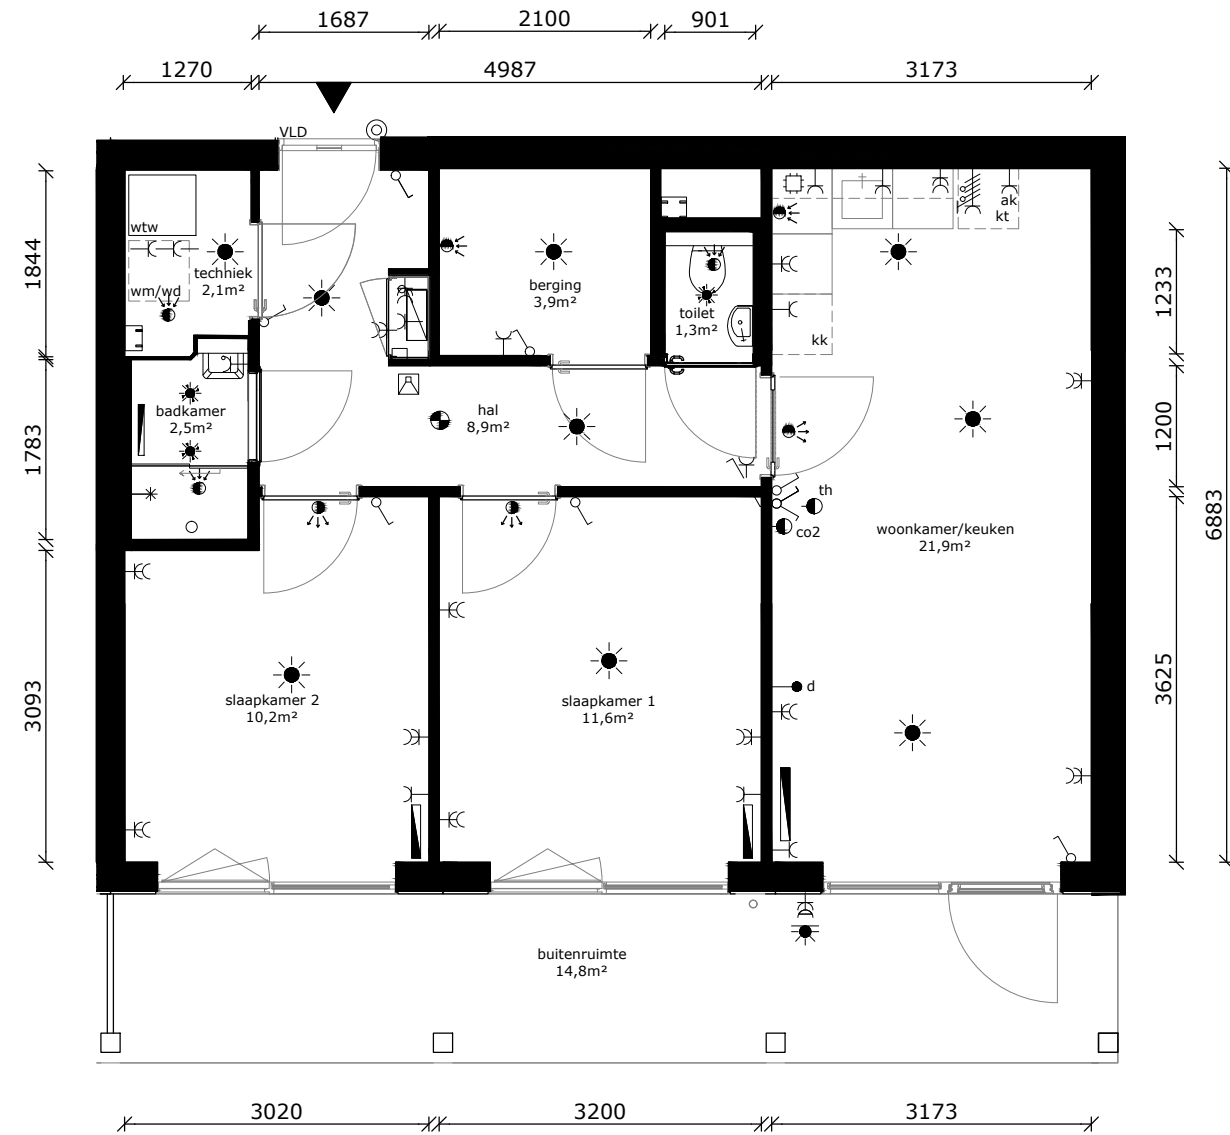 1687
2100
901
1270
4987
3173
VLD
wtw
wm/wd
techniek
2,1m²
berging
3,9m²
toilet
1,3m²
ak
kt
kk
1844
1233
badkamer
2,5m²
hal
8,9m²
1783
1200
th
co2
woonkamer/keuken
21,9m²
6883
slaapkamer 2
10,2m²
slaapkamer 1
11,6m²
d
3093
3625
buitenruimte
14,8m²
3020
3200
3173